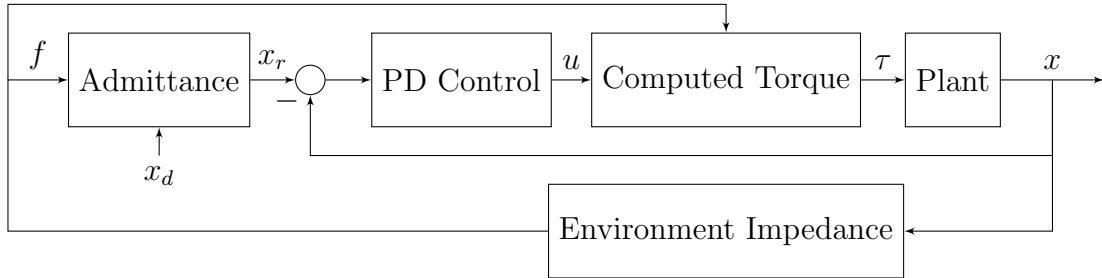 f
Admittance
x_r
−
PD Control
u
Computed Torque
τ
Plant
x
x_d
Environment Impedance